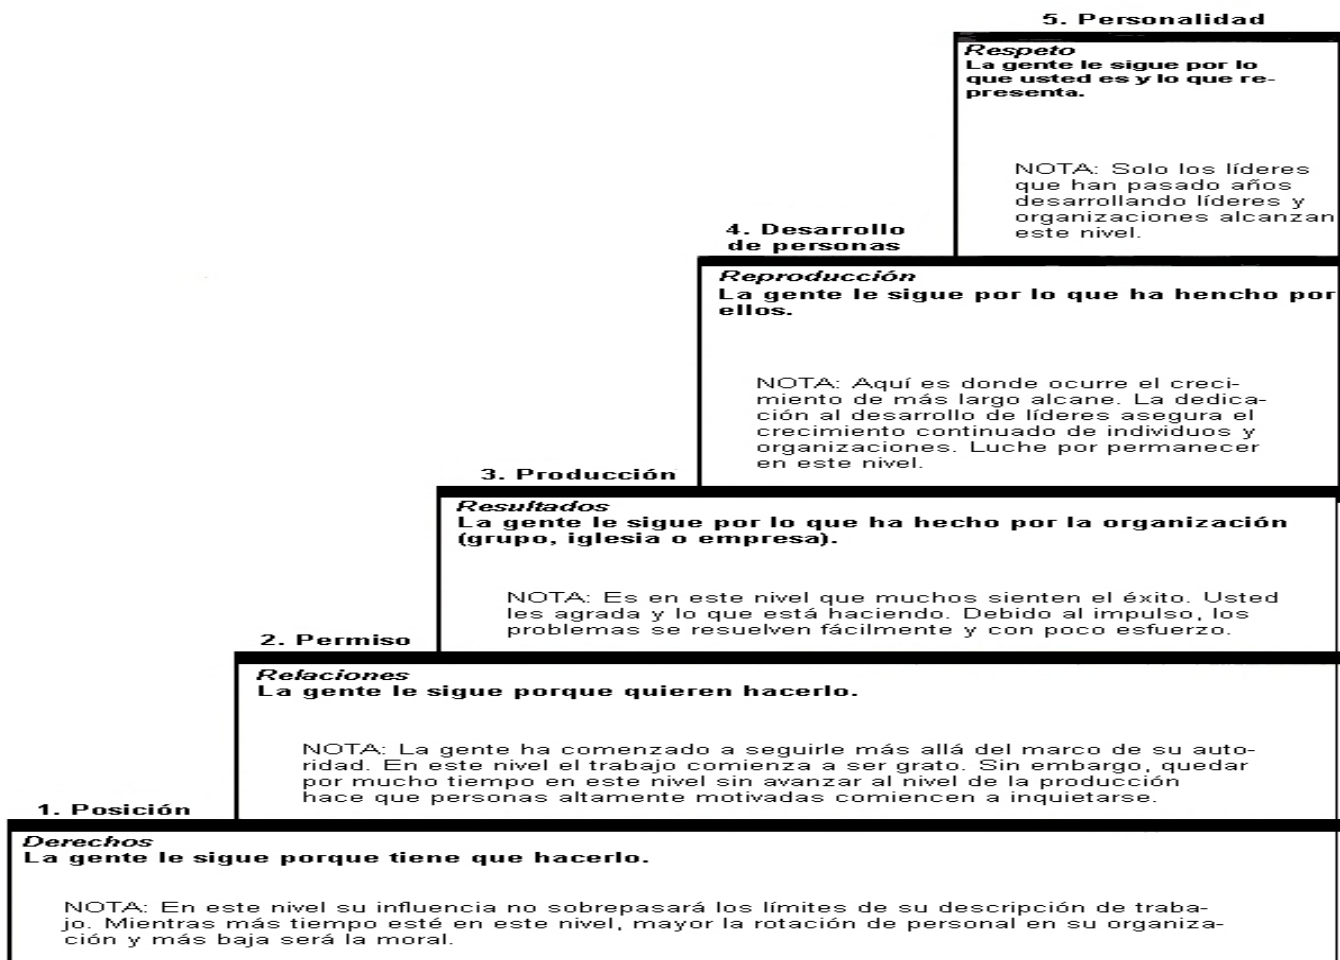 5. Personalidad
Respeto
La gente le sigue por lo
que usted es y lo que re-
presenta.
NOTA: Solo los líderes
que han pasado años
desarrollando líderes y
organizaciones alcanzan
este nivel.
4. Desarrollo
de personas
Reproducción
La gente le sigue por lo que ha hencho por
ellos.
NOTA: Aquí es donde ocurre el creci-
miento de más largo alcane. La dedica-
ción al desarrollo de líderes asegura el
crecimiento continuado de individuos y
organizaciones. Luche por permanecer
en este nivel.
3. Producción
Resultados
La gente le sigue por lo que ha hecho por la organización
(grupo, iglesia o empresa).
NOTA: Es en este nivel que muchos sienten el éxito. Usted
les agrada y lo que está haciendo. Debido al impulso, los
problemas se resuelven fácilmente y con poco esfuerzo.
2. Permiso
Relaciones
La gente le sigue porque quieren hacerlo.
NOTA: La gente ha comenzado a seguirle más allá del marco de su auto-
ridad. En este nivel el trabajo comienza a ser grato. Sin embargo, quedar
por mucho tiempo en este nivel sin avanzar al nivel de la producción
hace que personas altamente motivadas comiencen a inquietarse.
1. Posición
Derechos
La gente le sigue porque tiene que hacerlo.
NOTA: En este nivel su influencia no sobrepasará los límites de su descripción de traba-
jo. Mientras más tiempo esté en este nivel, mayor la rotación de personal en su organiza-
ción y más baja será la moral.